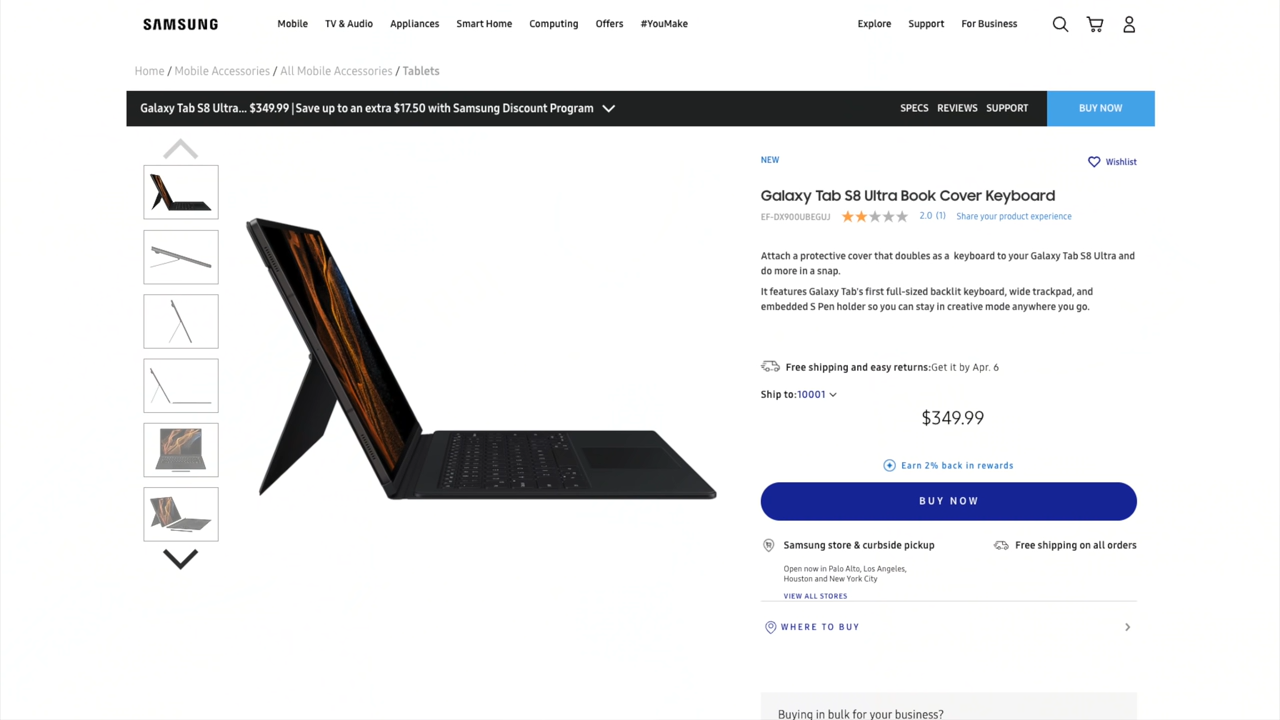 SAMSUNG
Mobile TV & Audio Appliances Smart Home Computing Offers #YouMake Explore Support For Business
Home / Mobile Accessories / All Mobile Accessories / Tablets
Galaxy Tab S8 Ultra... $349.99 | Save up to an extra $17.50 with Samsung Discount Program SPECS REVIEWS SUPPORT BUY NOW
NEW
Wishlist
Galaxy Tab S8 Ultra Book Cover Keyboard
EF-DX900UBEGUJ 2.0 (1) Share your product experience
Attach a protective cover that doubles as a keyboard to your Galaxy Tab S8 Ultra and
do more in a snap.
It features Galaxy Tab's first full-sized backlit keyboard, wide trackpad, and
embedded S Pen holder so you can stay in creative mode anywhere you go.
Free shipping and easy returns:Get it by Apr. 6
Ship to:10001
$349.99
Earn 2% back in rewards
BUY NOW
Samsung store & curbside pickup Free shipping on all orders
Open now in Palo Alto, Los Angeles,
Houston and New York City
VIEW ALL STORES
WHERE TO BUY
Buying in bulk for your business?